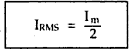 I_RMS = I_m / 2